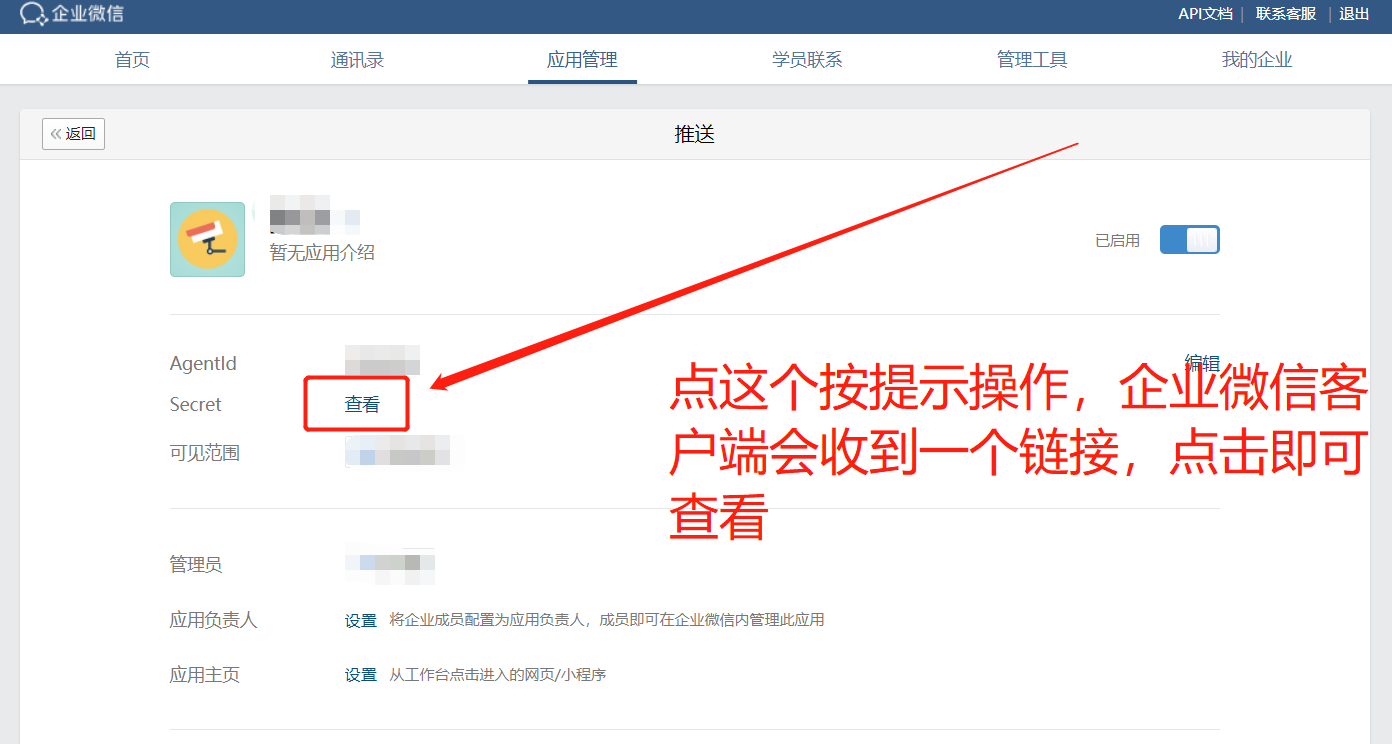 企业微信
API文档 | 联系客服 | 退出
首页 通讯录 应用管理 学员联系 管理工具 我的企业
《返回
推送
暂无应用介绍
已启用
AgentId
编辑
Secret 查看
点这个按提示操作，企业微信客
户端会收到一个链接，点击即可
查看
可见范围
管理员
应用负责人 设置 将企业成员配置为应用负责人，成员即可在企业微信内管理此应用
应用主页 设置 从工作台点击进入的网页/小程序